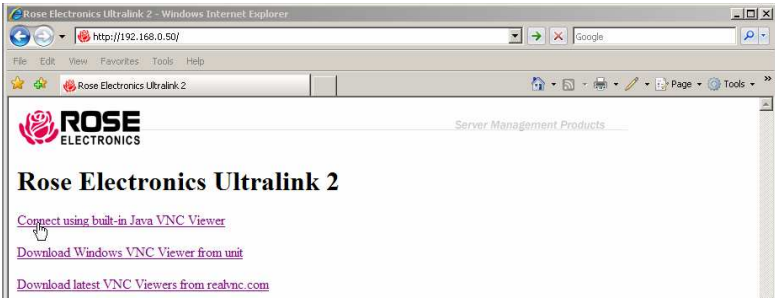 Rose Electronics Ultralink 2 - Windows Internet Explorer
http://192.168.0.50/
Google
File Edit View Favorites Tools Help
Rose Electronics Ultralink 2
Page Tools
ROSE
ELECTRONICS
Server Management Products
Rose Electronics Ultralink 2
Connect using built-in Java VNC Viewer
Download Windows VNC Viewer from unit
Download latest VNC Viewers from realvnc.com